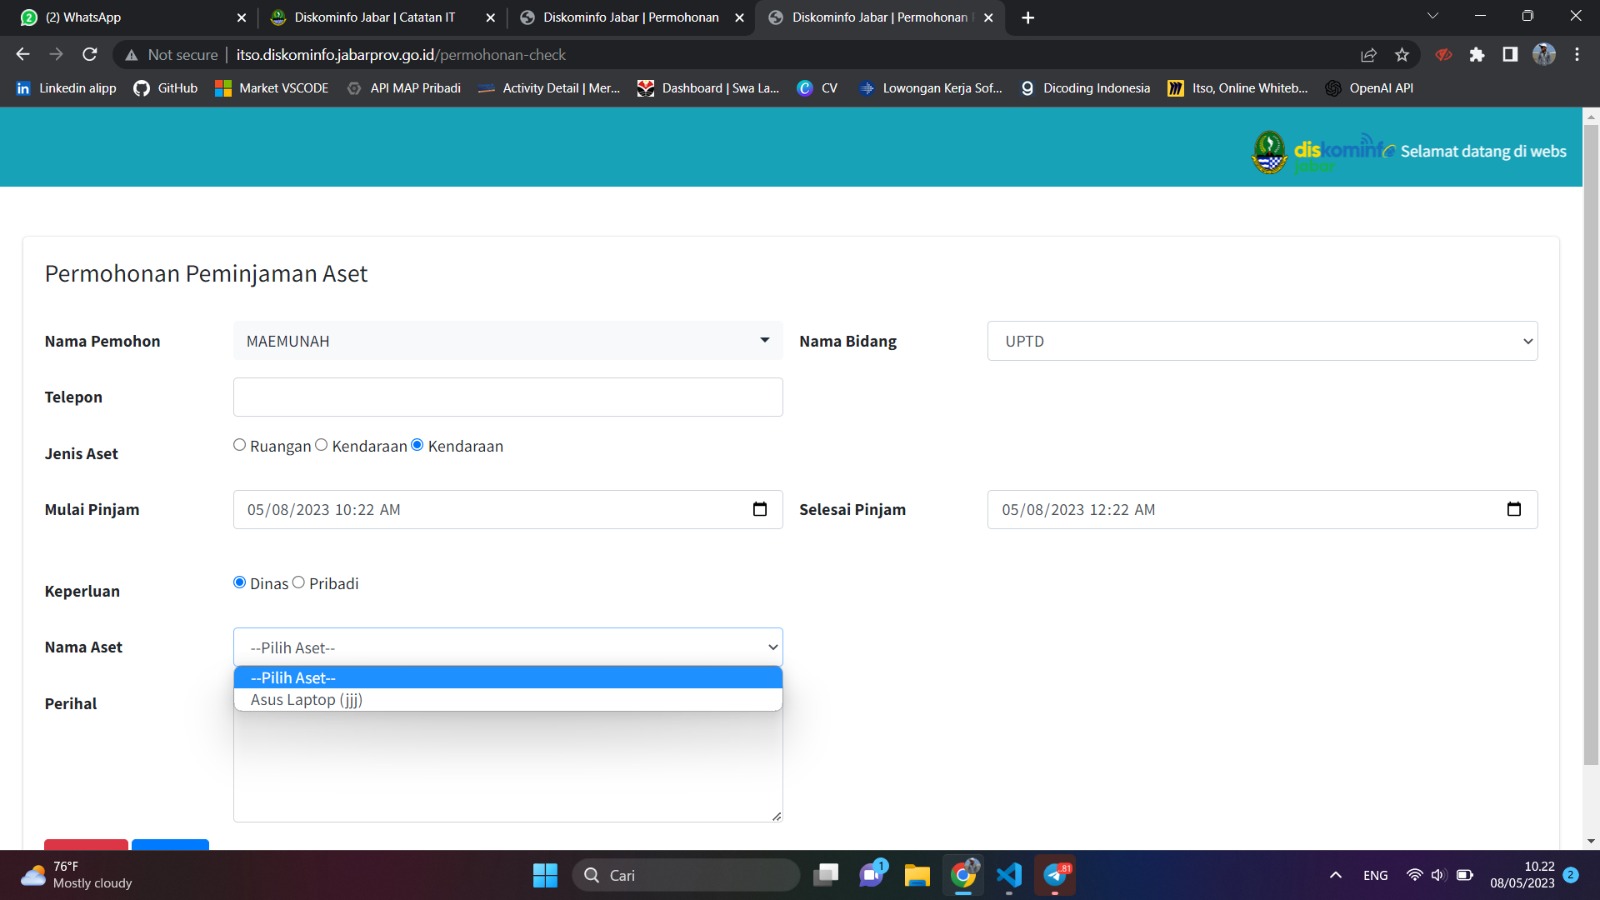 (2) WhatsApp
Diskominfo Jabar | Catatan IT
Diskominfo Jabar | Permohonan
Diskominfo Jabar | Permohonan
Not secure | itso.diskominfo.jabarprov.go.id/permohonan-check
Linkedin alipp
GitHub
Market VSCODE
API MAP Pribadi
Activity Detail | Mer...
Dashboard | Swa La...
CV
Lowongan Kerja Sof...
Dicoding Indonesia
Itso, Online Whiteb...
OpenAI API
diskominfo
jabar
Selamat datang di webs
Permohonan Peminjaman Aset
Nama Pemohon
MAEMUNAH
Nama Bidang
UPTD
Telepon
Jenis Aset
Ruangan Kendaraan Kendaraan
Mulai Pinjam
05/08/2023 10:22 AM
Selesai Pinjam
05/08/2023 12:22 AM
Keperluan
Dinas Pribadi
Nama Aset
--Pilih Aset--
--Pilih Aset--
Asus Laptop (jjj)
Perihal
76°F
Mostly cloudy
Cari
1
81
ENG
10.22
08/05/2023
2